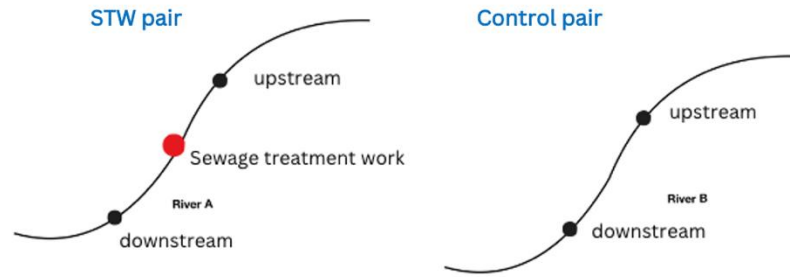 STW pair
upstream
Sewage treatment work
River A
downstream
Control pair
upstream
River B
downstream